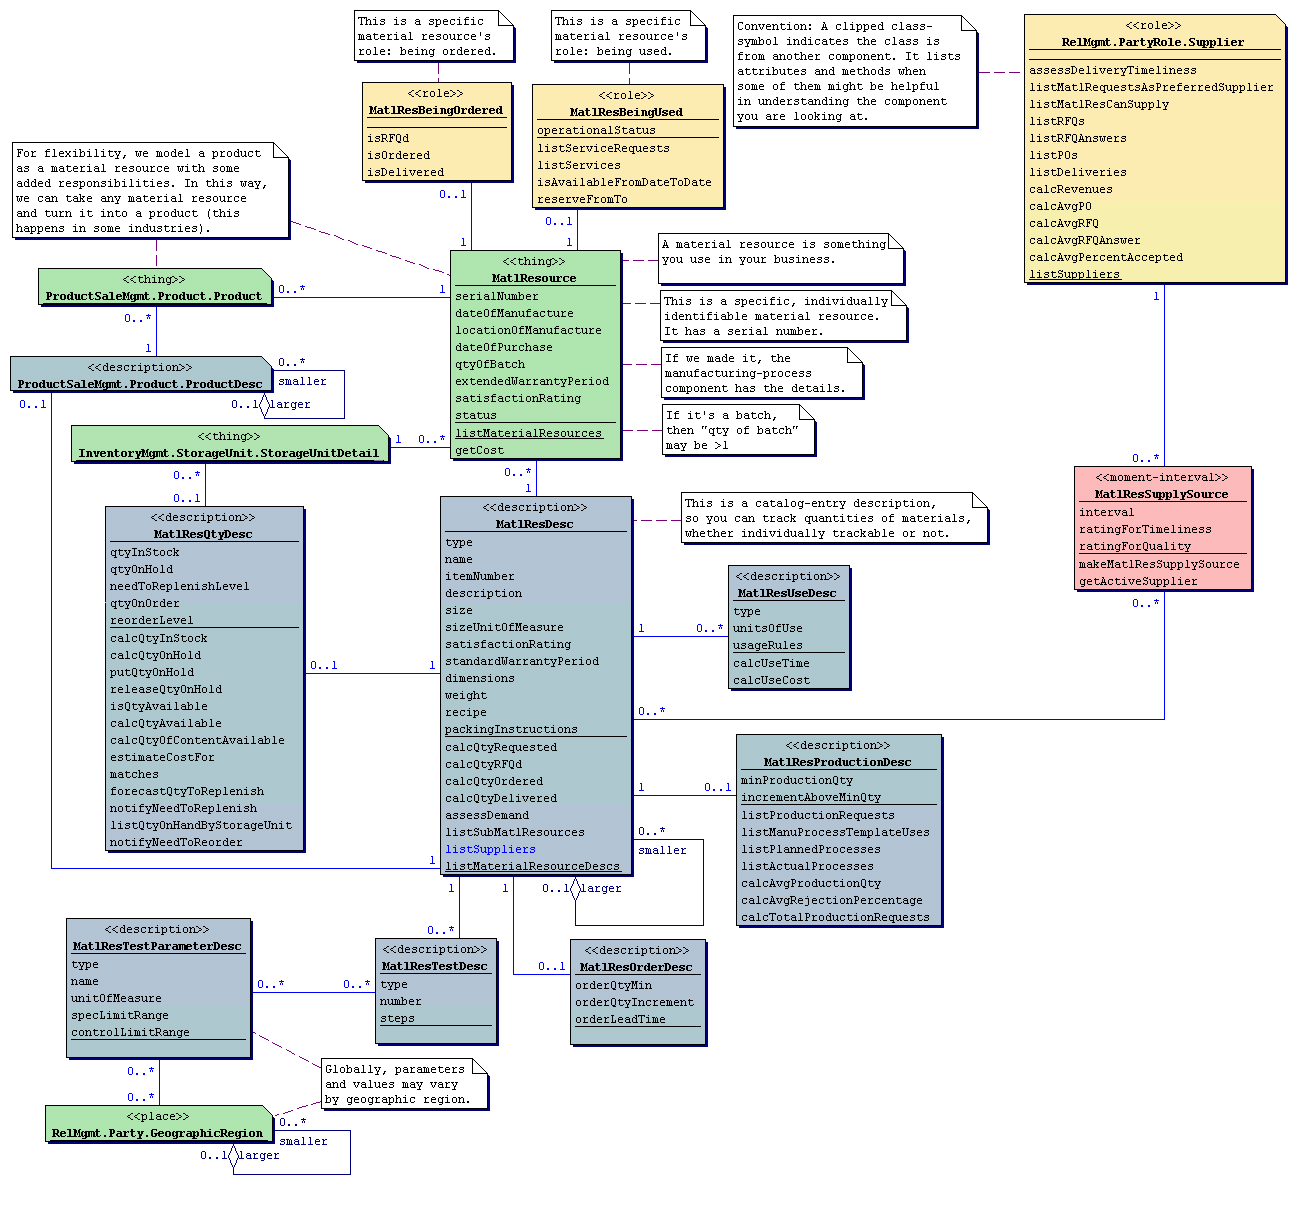 This is a specific
material resource's
role: being ordered.
This is a specific
material resource's
role: being used.
Convention: A clipped class-
symbol indicates the class is
from another component. It lists
attributes and methods when
some of them might be helpful
in understanding the component
you are looking at.
<<role>>
RelMgmt.PartyRole.Supplier
assessDeliveryTimeliness
listMatlRequestsAsPreferredSupplier
listMatlResCanSupply
listRFQs
listRFQAnswers
listPOs
listDeliveries
calcRevenues
calcAvgPO
calcAvgRFQ
calcAvgRFQAnswer
calcAvgPercentAccepted
listSuppliers
1
<<role>>
MatlResBeingOrdered
isRFQd
isOrdered
isDelivered
0..1
1
<<role>>
MatlResBeingUsed
operationalStatus
listServiceRequests
listServices
isAvailableFromDateToDate
reserveFromTo
0..1
1
For flexibility, we model a product
as a material resource with some
added responsibilities. In this way,
we can take any material resource
and turn it into a product (this
happens in some industries).
<<thing>>
ProductSaleMgmt.Product.Product
0..*
1
0..*
1
<<description>>
ProductSaleMgmt.Product.ProductDesc
0..*
smaller
0..1
larger
0..1
<<thing>>
MatlResource
serialNumber
dateOfManufacture
locationOfManufacture
dateOfPurchase
qtyOfBatch
extendedWarrantyPeriod
satisfactionRating
status
listMaterialResources
getCost
A material resource is something
you use in your business.
This is a specific, individually
identifiable material resource.
It has a serial number.
If we made it, the
manufacturing-process
component has the details.
If it's a batch,
then "qty of batch"
may be >1
<<thing>>
InventoryMgmt.StorageUnit.StorageUnitDetail
1
0..*
0..*
0..1
0..*
1
<<description>>
MatlResQtyDesc
qtyInStock
qtyOnHold
needToReplenishLevel
qtyOnOrder
reorderLevel
calcQtyInStock
calcQtyOnHold
putQtyOnHold
releaseQtyOnHold
isQtyAvailable
calcQtyAvailable
calcQtyOfContentAvailable
estimateCostFor
matches
forecastQtyToReplenish
notifyNeedToReplenish
listQtyOnHandByStorageUnit
notifyNeedToReorder
0..1
1
<<description>>
MatlResDesc
type
name
itemNumber
description
size
sizeUnitOfMeasure
satisfactionRating
standardWarrantyPeriod
dimensions
weight
recipe
packingInstructions
calcQtyRequested
calcQtyRFQd
calcQtyOrdered
calcQtyDelivered
assessDemand
listSubMatlResources
listSuppliers
listMaterialResourceDescs
1
This is a catalog-entry description,
so you can track quantities of materials,
whether individually trackable or not.
0..*
<<moment-interval>>
MatlResSupplySource
interval
ratingForTimeliness
ratingForQuality
makeMatlResSupplySource
getActiveSupplier
0..*
<<description>>
MatlResUseDesc
type
unitsOfUse
usageRules
calcUseTime
calcUseCost
1
0..*
0..*
<<description>>
MatlResProductionDesc
minProductionQty
incrementAboveMinQty
listProductionRequests
listManuProcessTemplateUses
listPlannedProcesses
listActualProcesses
calcAvgProductionQty
calcAvgRejectionPercentage
calcTotalProductionRequests
1
0..1
0..*
smaller
0..1
larger
1
0..*
1
0..1
<<description>>
MatlResTestParameterDesc
type
name
unitOfMeasure
specLimitRange
controlLimitRange
0..*
0..*
<<description>>
MatlResTestDesc
type
number
steps
<<description>>
MatlResOrderDesc
orderQtyMin
orderQtyIncrement
orderLeadTime
0..*
0..*
Globally, parameters
and values may vary
by geographic region.
<<place>>
RelMgmt.Party.GeographicRegion
0..*
smaller
0..1
larger